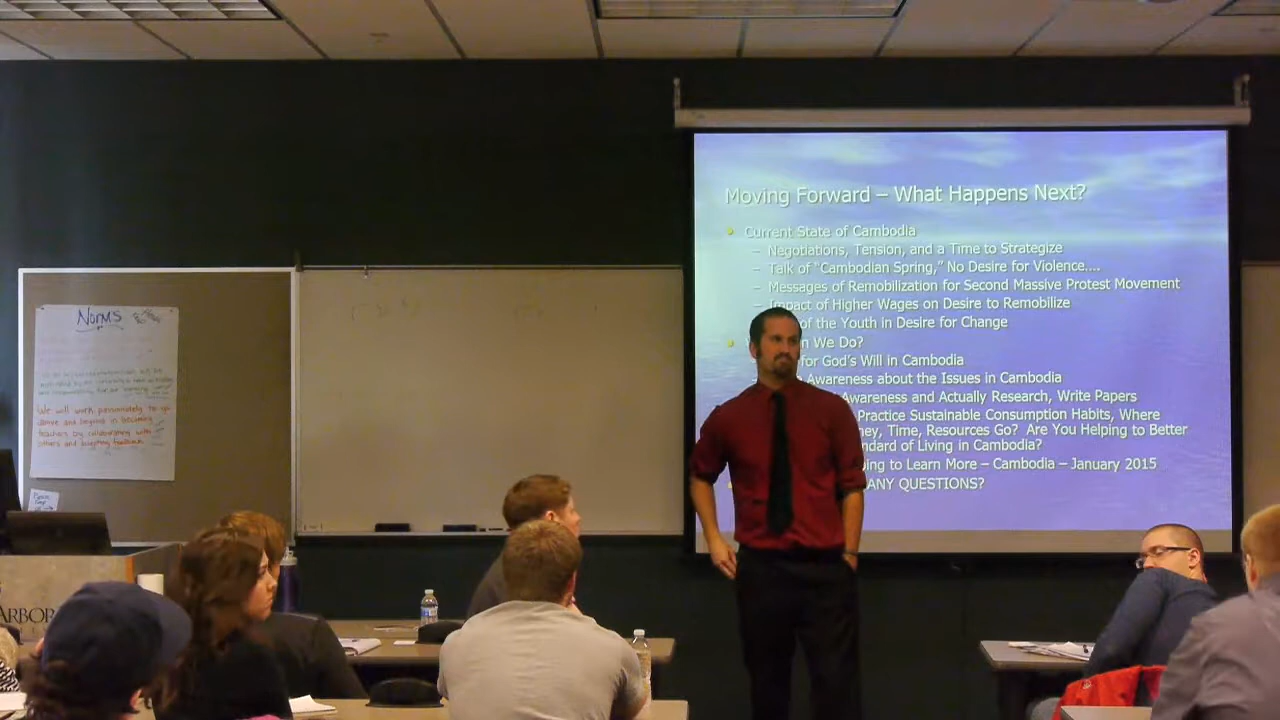 Norms
We will work passionately to go
above and beyond in becoming
teachers by collaborating with
others and
ARBOR
Moving Forward – What Happens Next?
• Current State of Cambodia
– Negotiations, Tension, and a Time to Strategize
– Talk of "Cambodian Spring," No Desire for Violence....
– Messages of Remobilization for Second Massive Protest Movement
– Impact of Higher Wages on Desire to Remobilize
of the Youth in Desire for Change
• n We Do?
for God's Will in Cambodia
Awareness about the Issues in Cambodia
Awareness and Actually Research, Write Papers
Practice Sustainable Consumption Habits, Where
ney, Time, Resources Go? Are You Helping to Better
ndard of Living in Cambodia?
ing to Learn More – Cambodia – January 2015
ANY QUESTIONS?